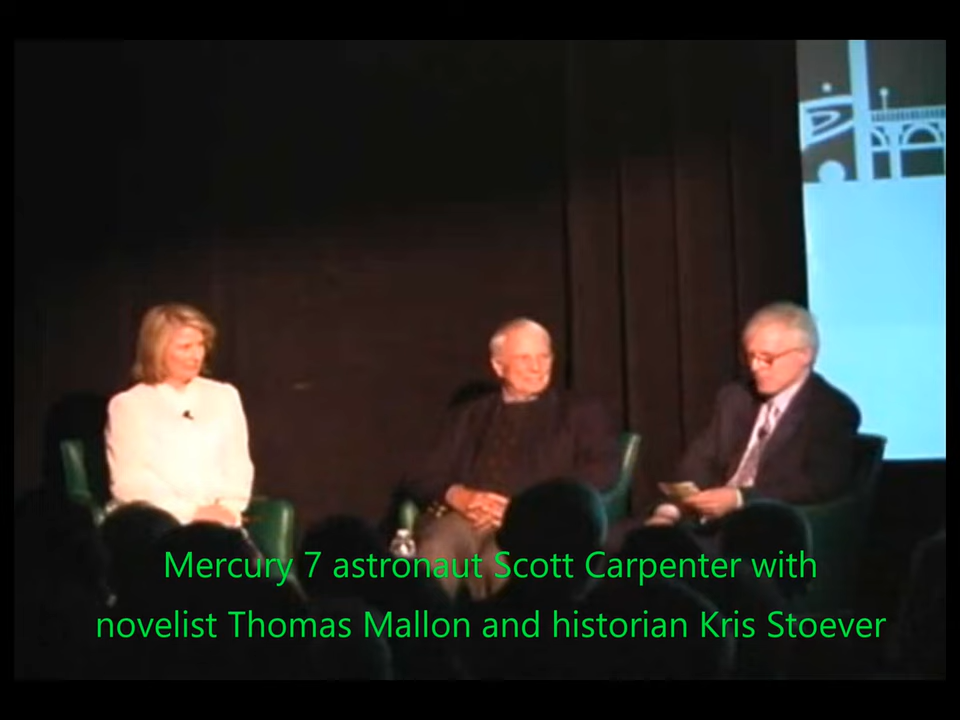 Mercury 7 astronaut Scott Carpenter with
novelist Thomas Mallon and historian Kris Stoever